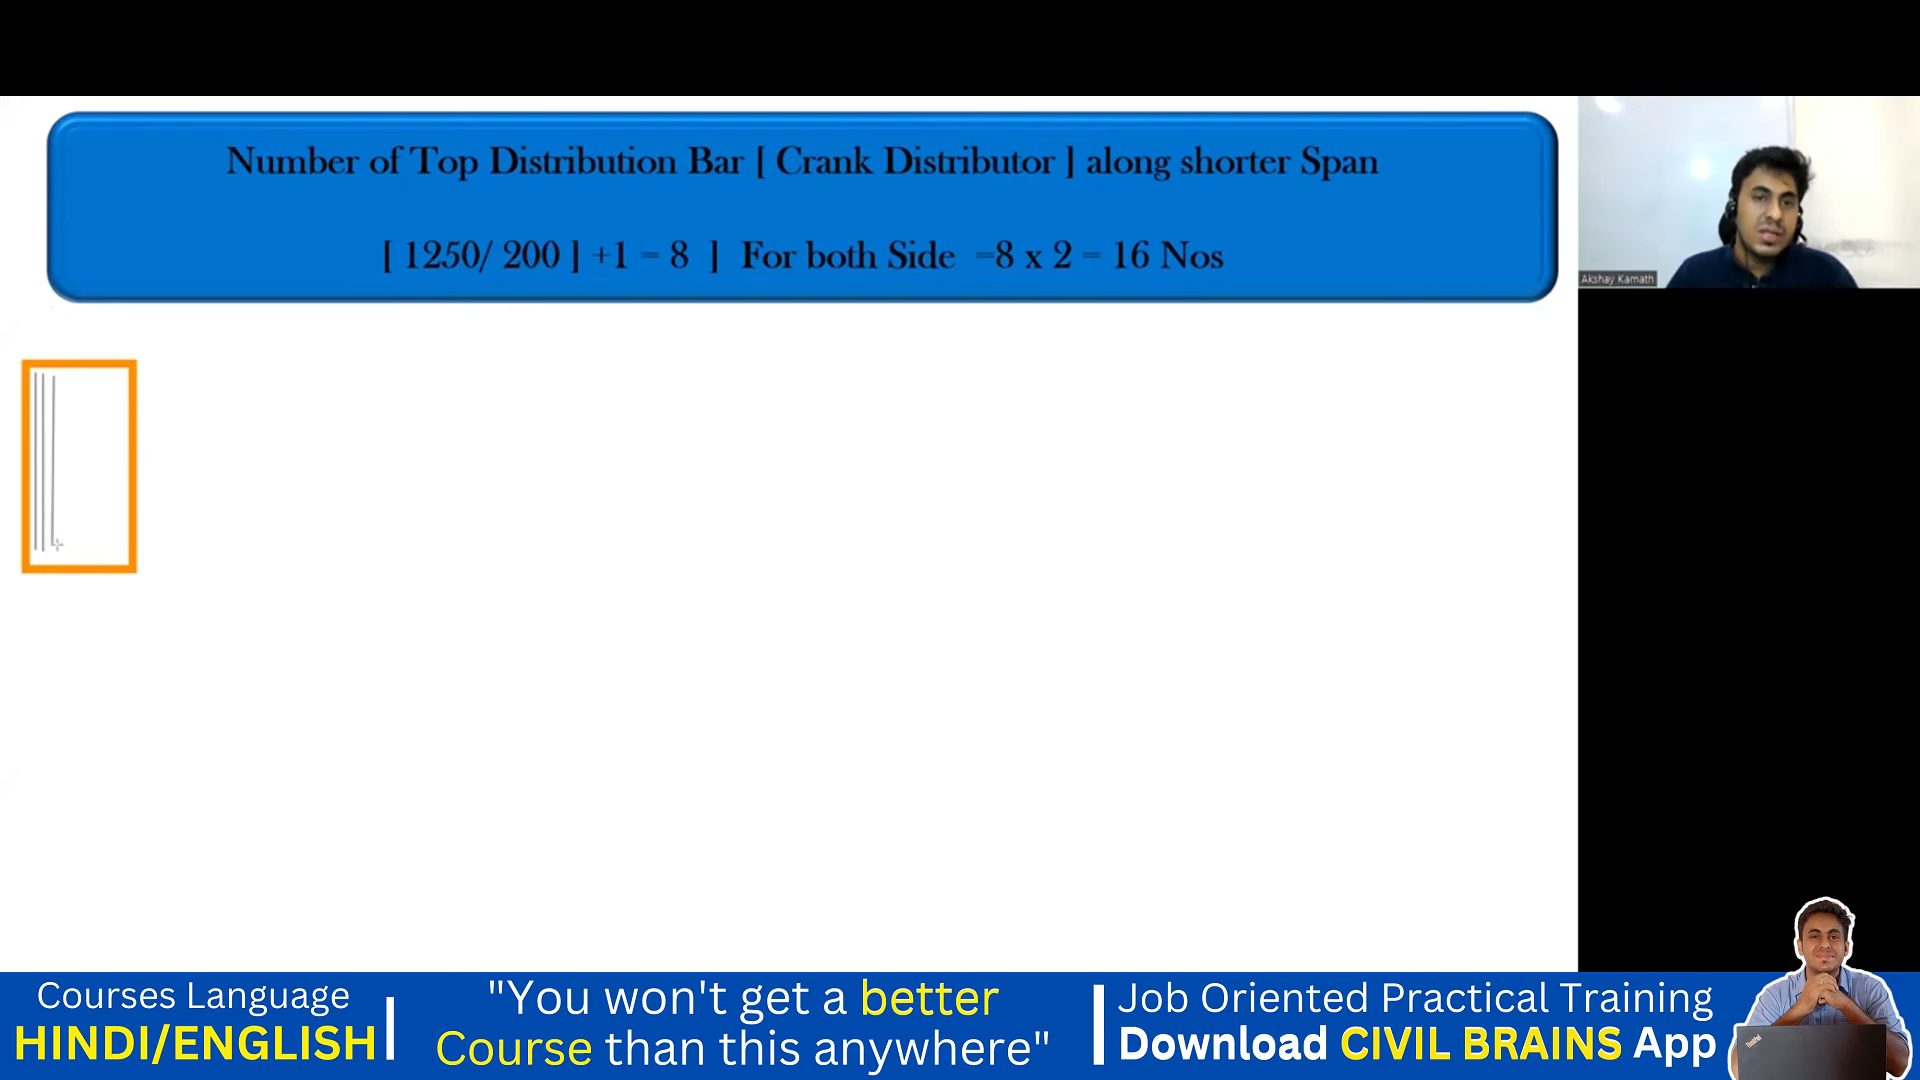 Number of Top Distribution Bar [ Crank Distributor ] along shorter Span
[ 1250/ 200 ] +1 = 8 ] For both Side =8 x 2 = 16 Nos
Akshay Kamath
Courses Language
HINDI/ENGLISH
"You won't get a better
Course than this anywhere"
Job Oriented Practical Training
Download CIVIL BRAINS App
ThinkPad